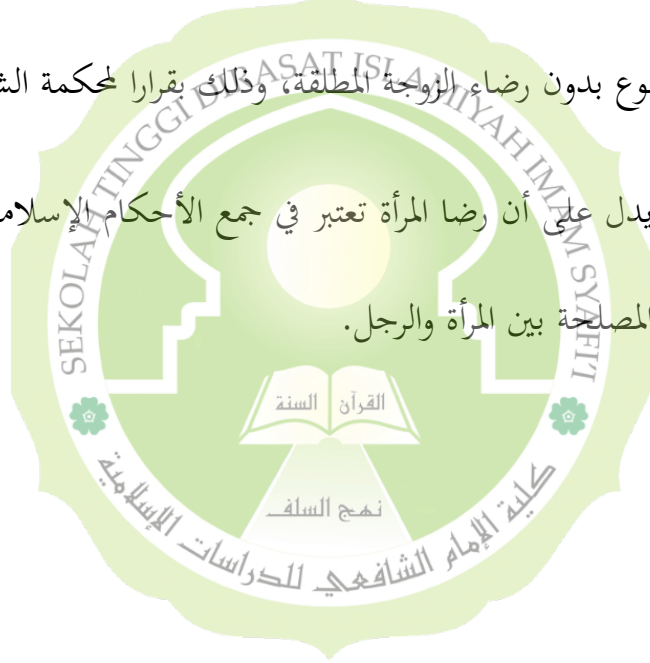 وع بدون رضاء الزوجة المطلقة، وذلك بقرارا لمحكمة الش
يدل على أن رضا المرأة تعتبر في جمع الأحكام الإسلام
المصلحة بين المرأة والرجل.
SEKOLAH TINGGI DIRASAT ISLAMIYAH IMAM SYAFI'I
القرآن السنة
نهج السلف
كلية الإمام الشافعي للدراسات الإسلامية